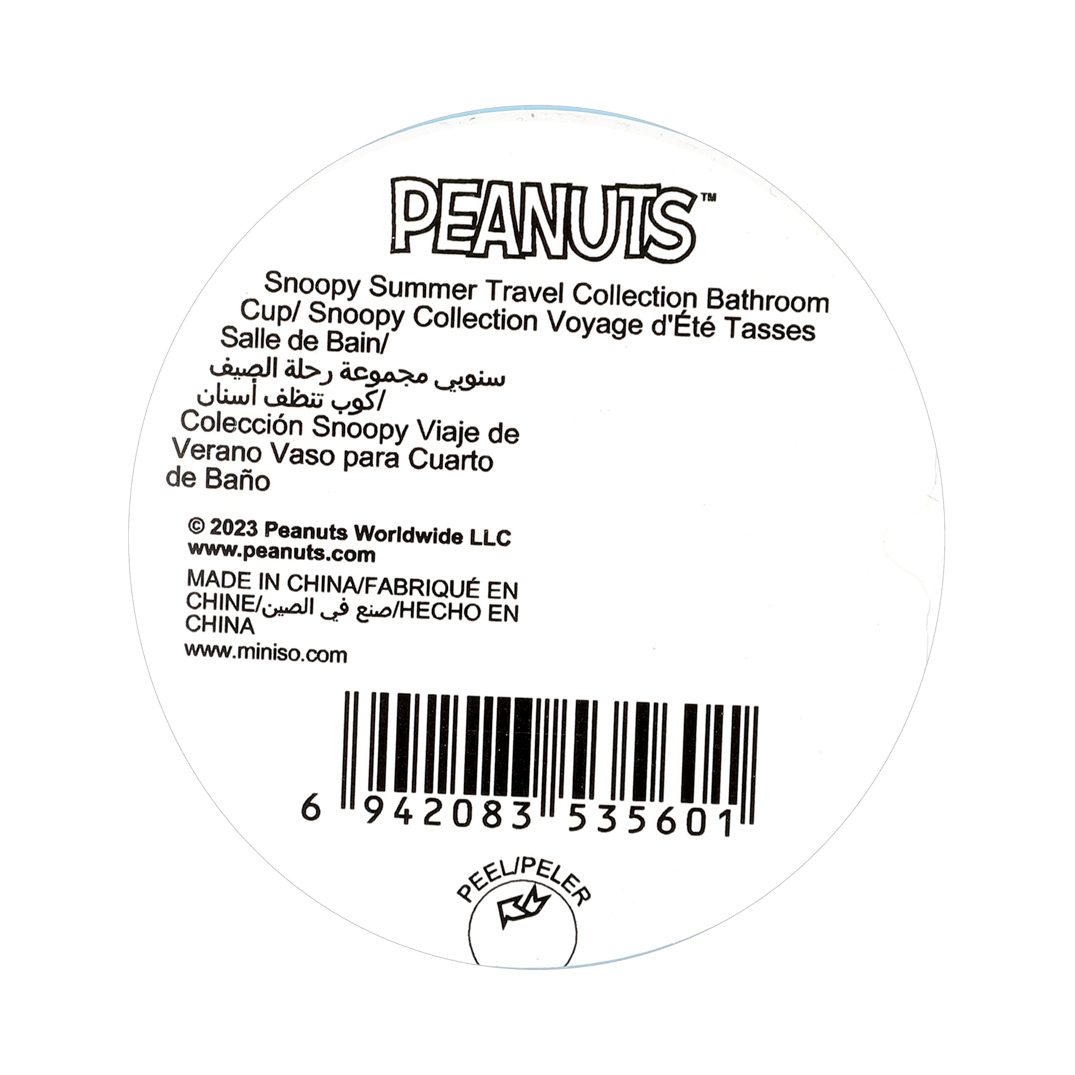 PEANUTS™
Snoopy Summer Travel Collection Bathroom
Cup/ Snoopy Collection Voyage d'Été Tasses
Salle de Bain/
سنوبي مجموعة رحلة الصيف
كوب تنظف أسنان/
Colección Snoopy Viaje de
Verano Vaso para Cuarto
de Baño
© 2023 Peanuts Worldwide LLC
www.peanuts.com
MADE IN CHINA/FABRIQUÉ EN
CHINE/صنع في الصين/HECHO EN
CHINA
www.miniso.com
6 942083 535601
PEEL/PELER